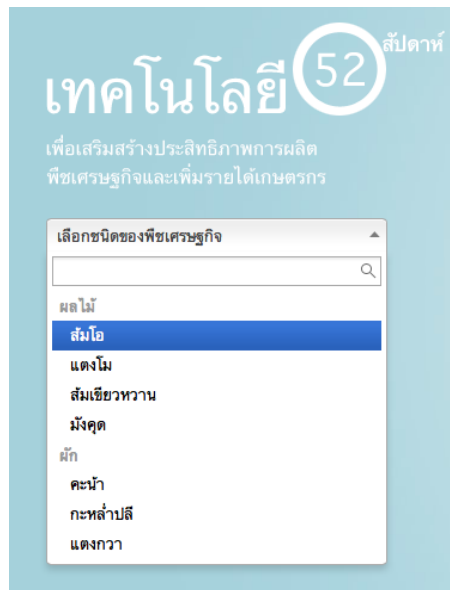 เทคโนโลยี 52 สัปดาห์
เพื่อเสริมสร้างประสิทธิภาพการผลิต
พืชเศรษฐกิจและเพิ่มรายได้เกษตรกร
เลือกชนิดของพืชเศรษฐกิจ
ผลไม้
ส้มโอ
แตงโม
ส้มเขียวหวาน
มังคุด
ผัก
คะน้า
กะหล่ำปลี
แตงกวา